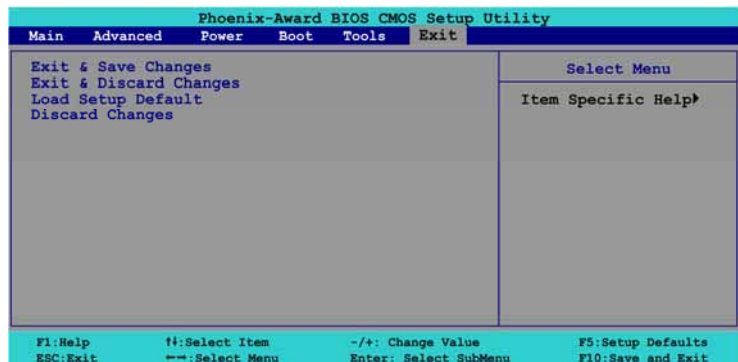 Phoenix-Award BIOS CMOS Setup Utility
Main Advanced Power Boot Tools Exit
Exit & Save Changes
Exit & Discard Changes
Load Setup Default
Discard Changes
Select Menu
Item Specific Help▸
F1:Help ↑↓:Select Item -/+: Change Value F5:Setup Defaults
ESC:Exit ←→:Select Menu Enter: Select SubMenu F10:Save and Exit